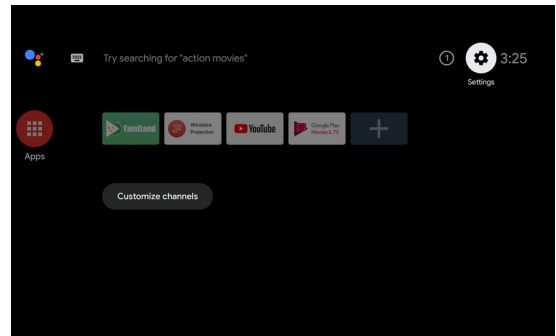 Try searching for "action movies"
1
3:25
Settings
Apps
Familand
Wireless
Projection
YouTube
Google Play
Movies & TV
Customize channels